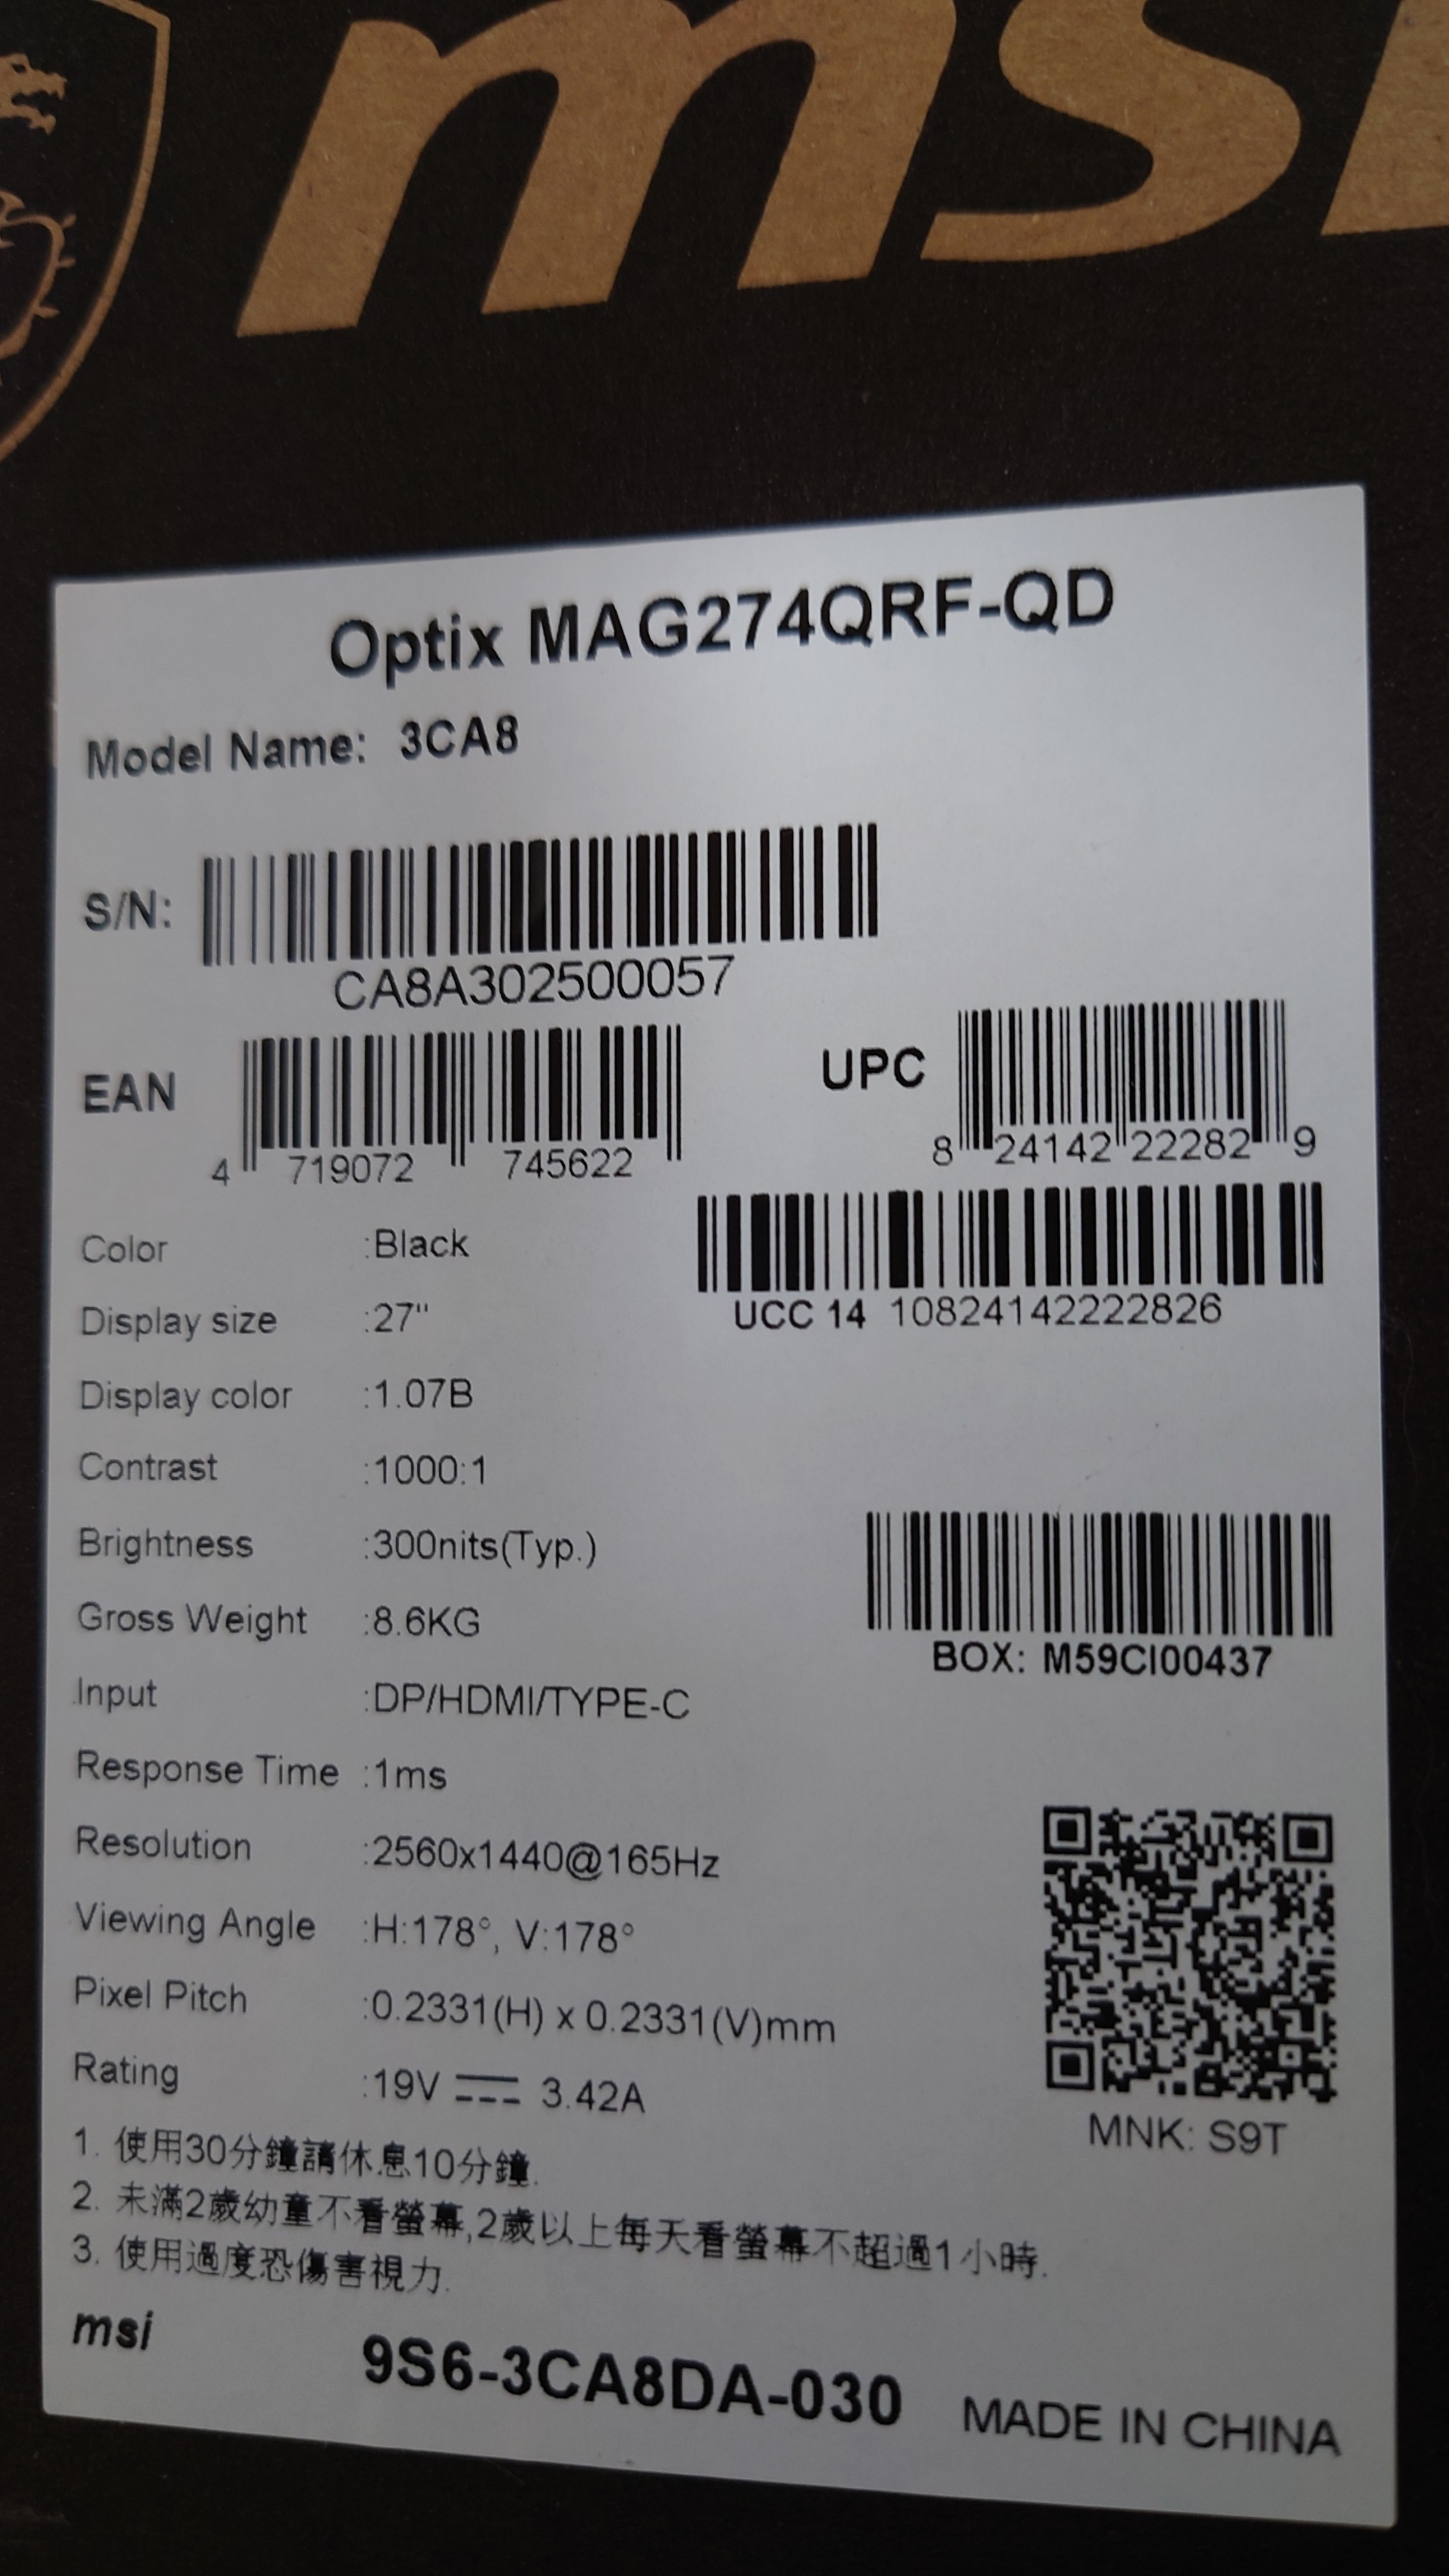 msi
Optix MAG274QRF-QD
Model Name: 3CA8
S/N:
CA8A302500057
EAN
4 719072 745622
UPC
8 24142 22282 9
UCC 14 10824142222826
Color :Black
Display size :27"
Display color :1.07B
Contrast :1000:1
Brightness :300nits(Typ.)
Gross Weight :8.6KG
BOX: M59CI00437
Input :DP/HDMI/TYPE-C
Response Time :1ms
Resolution :2560x1440@165Hz
Viewing Angle :H:178°, V:178°
Pixel Pitch :0.2331(H) x 0.2331(V)mm
Rating :19V ⎓ 3.42A
MNK: S9T
1. 使用30分鐘請休息10分鐘.
2. 未滿2歲幼童不看螢幕,2歲以上每天看螢幕不超過1小時.
3. 使用過度恐傷害視力.
msi
9S6-3CA8DA-030
MADE IN CHINA